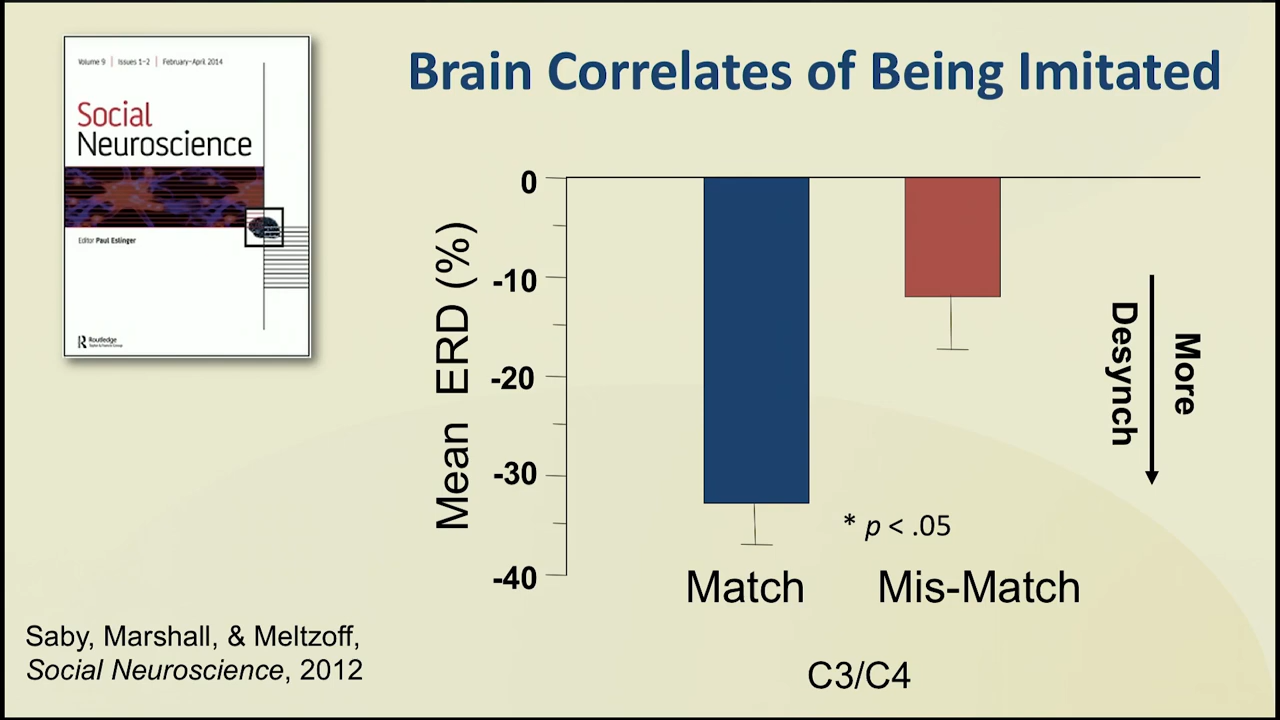 Brain Correlates of Being Imitated
Volume 9 | Issues 1–2 | February–April 2014
Social
Neuroscience
Editor Paul Eslinger
Routledge
0
-10
-20
-30
-40
Mean ERD (%)
More
Desynch
* p < .05
Match
Mis-Match
C3/C4
Saby, Marshall, & Meltzoff,
Social Neuroscience, 2012